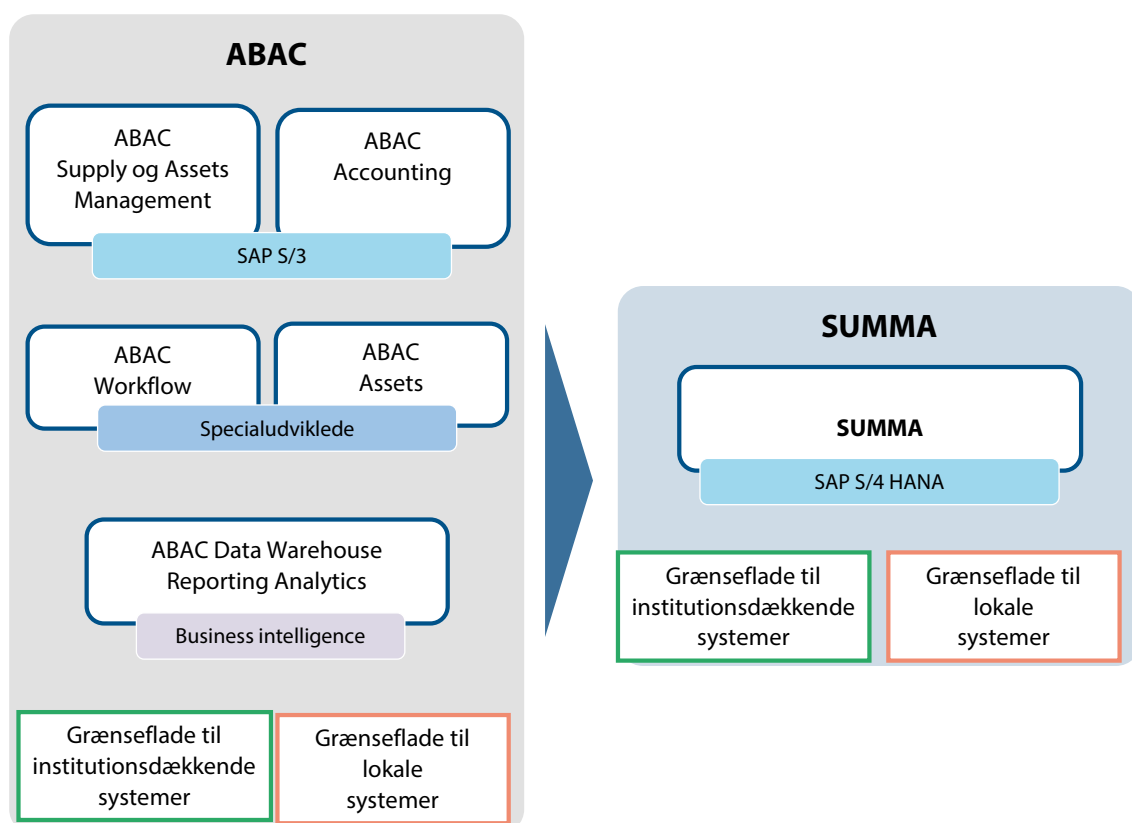 ABAC
ABAC
Supply og Assets
Management
ABAC
Accounting
SAP S/3
ABAC
Workflow
ABAC
Assets
Specialudviklede
ABAC Data Warehouse
Reporting Analytics
Business intelligence
Grænseflade til
institutionsdækkende
systemer
Grænseflade til
lokale
systemer
SUMMA
SUMMA
SAP S/4 HANA
Grænseflade til
institutionsdækkende
systemer
Grænseflade til
lokale
systemer